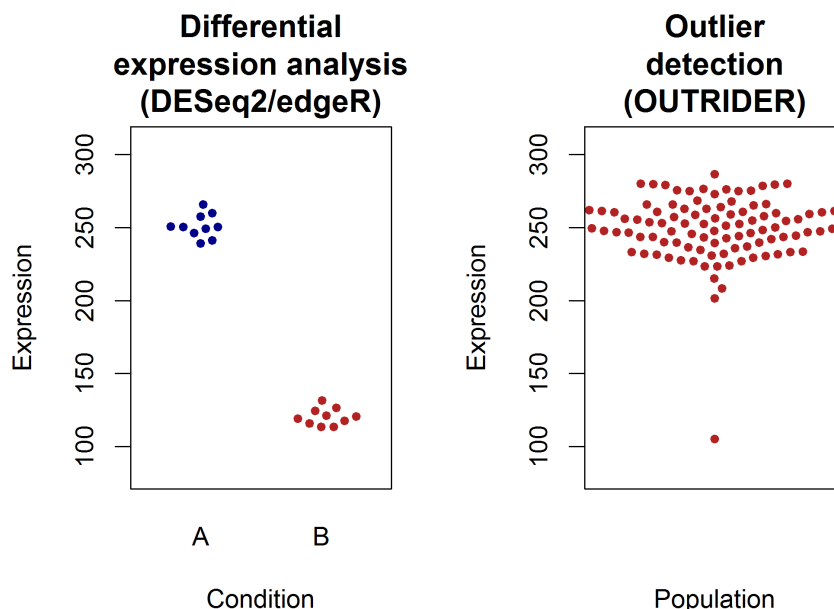 Differential
expression analysis
(DESeq2/edgeR)
Expression
300
250
200
150
100
A B
Condition
Outlier
detection
(OUTRIDER)
Expression
300
250
200
150
100
Population